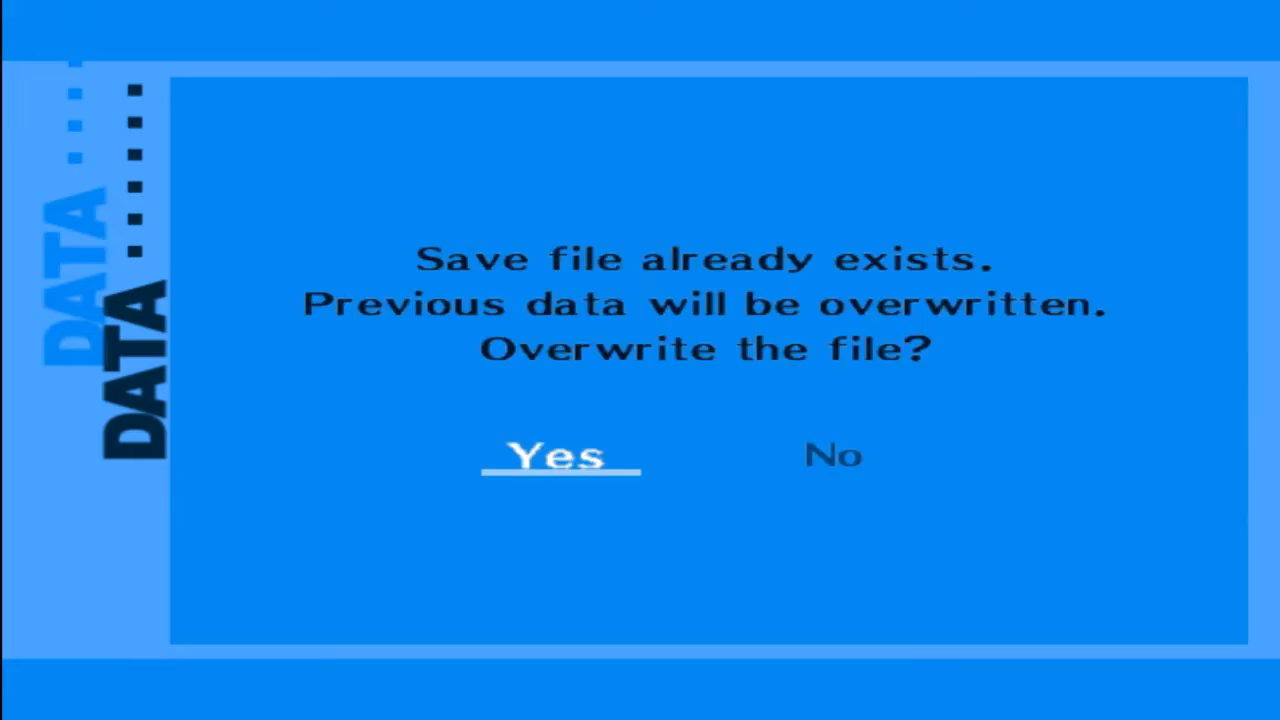 DATA ......
DATA ....
Save file already exists.
Previous data will be overwritten.
Overwrite the file?
Yes No